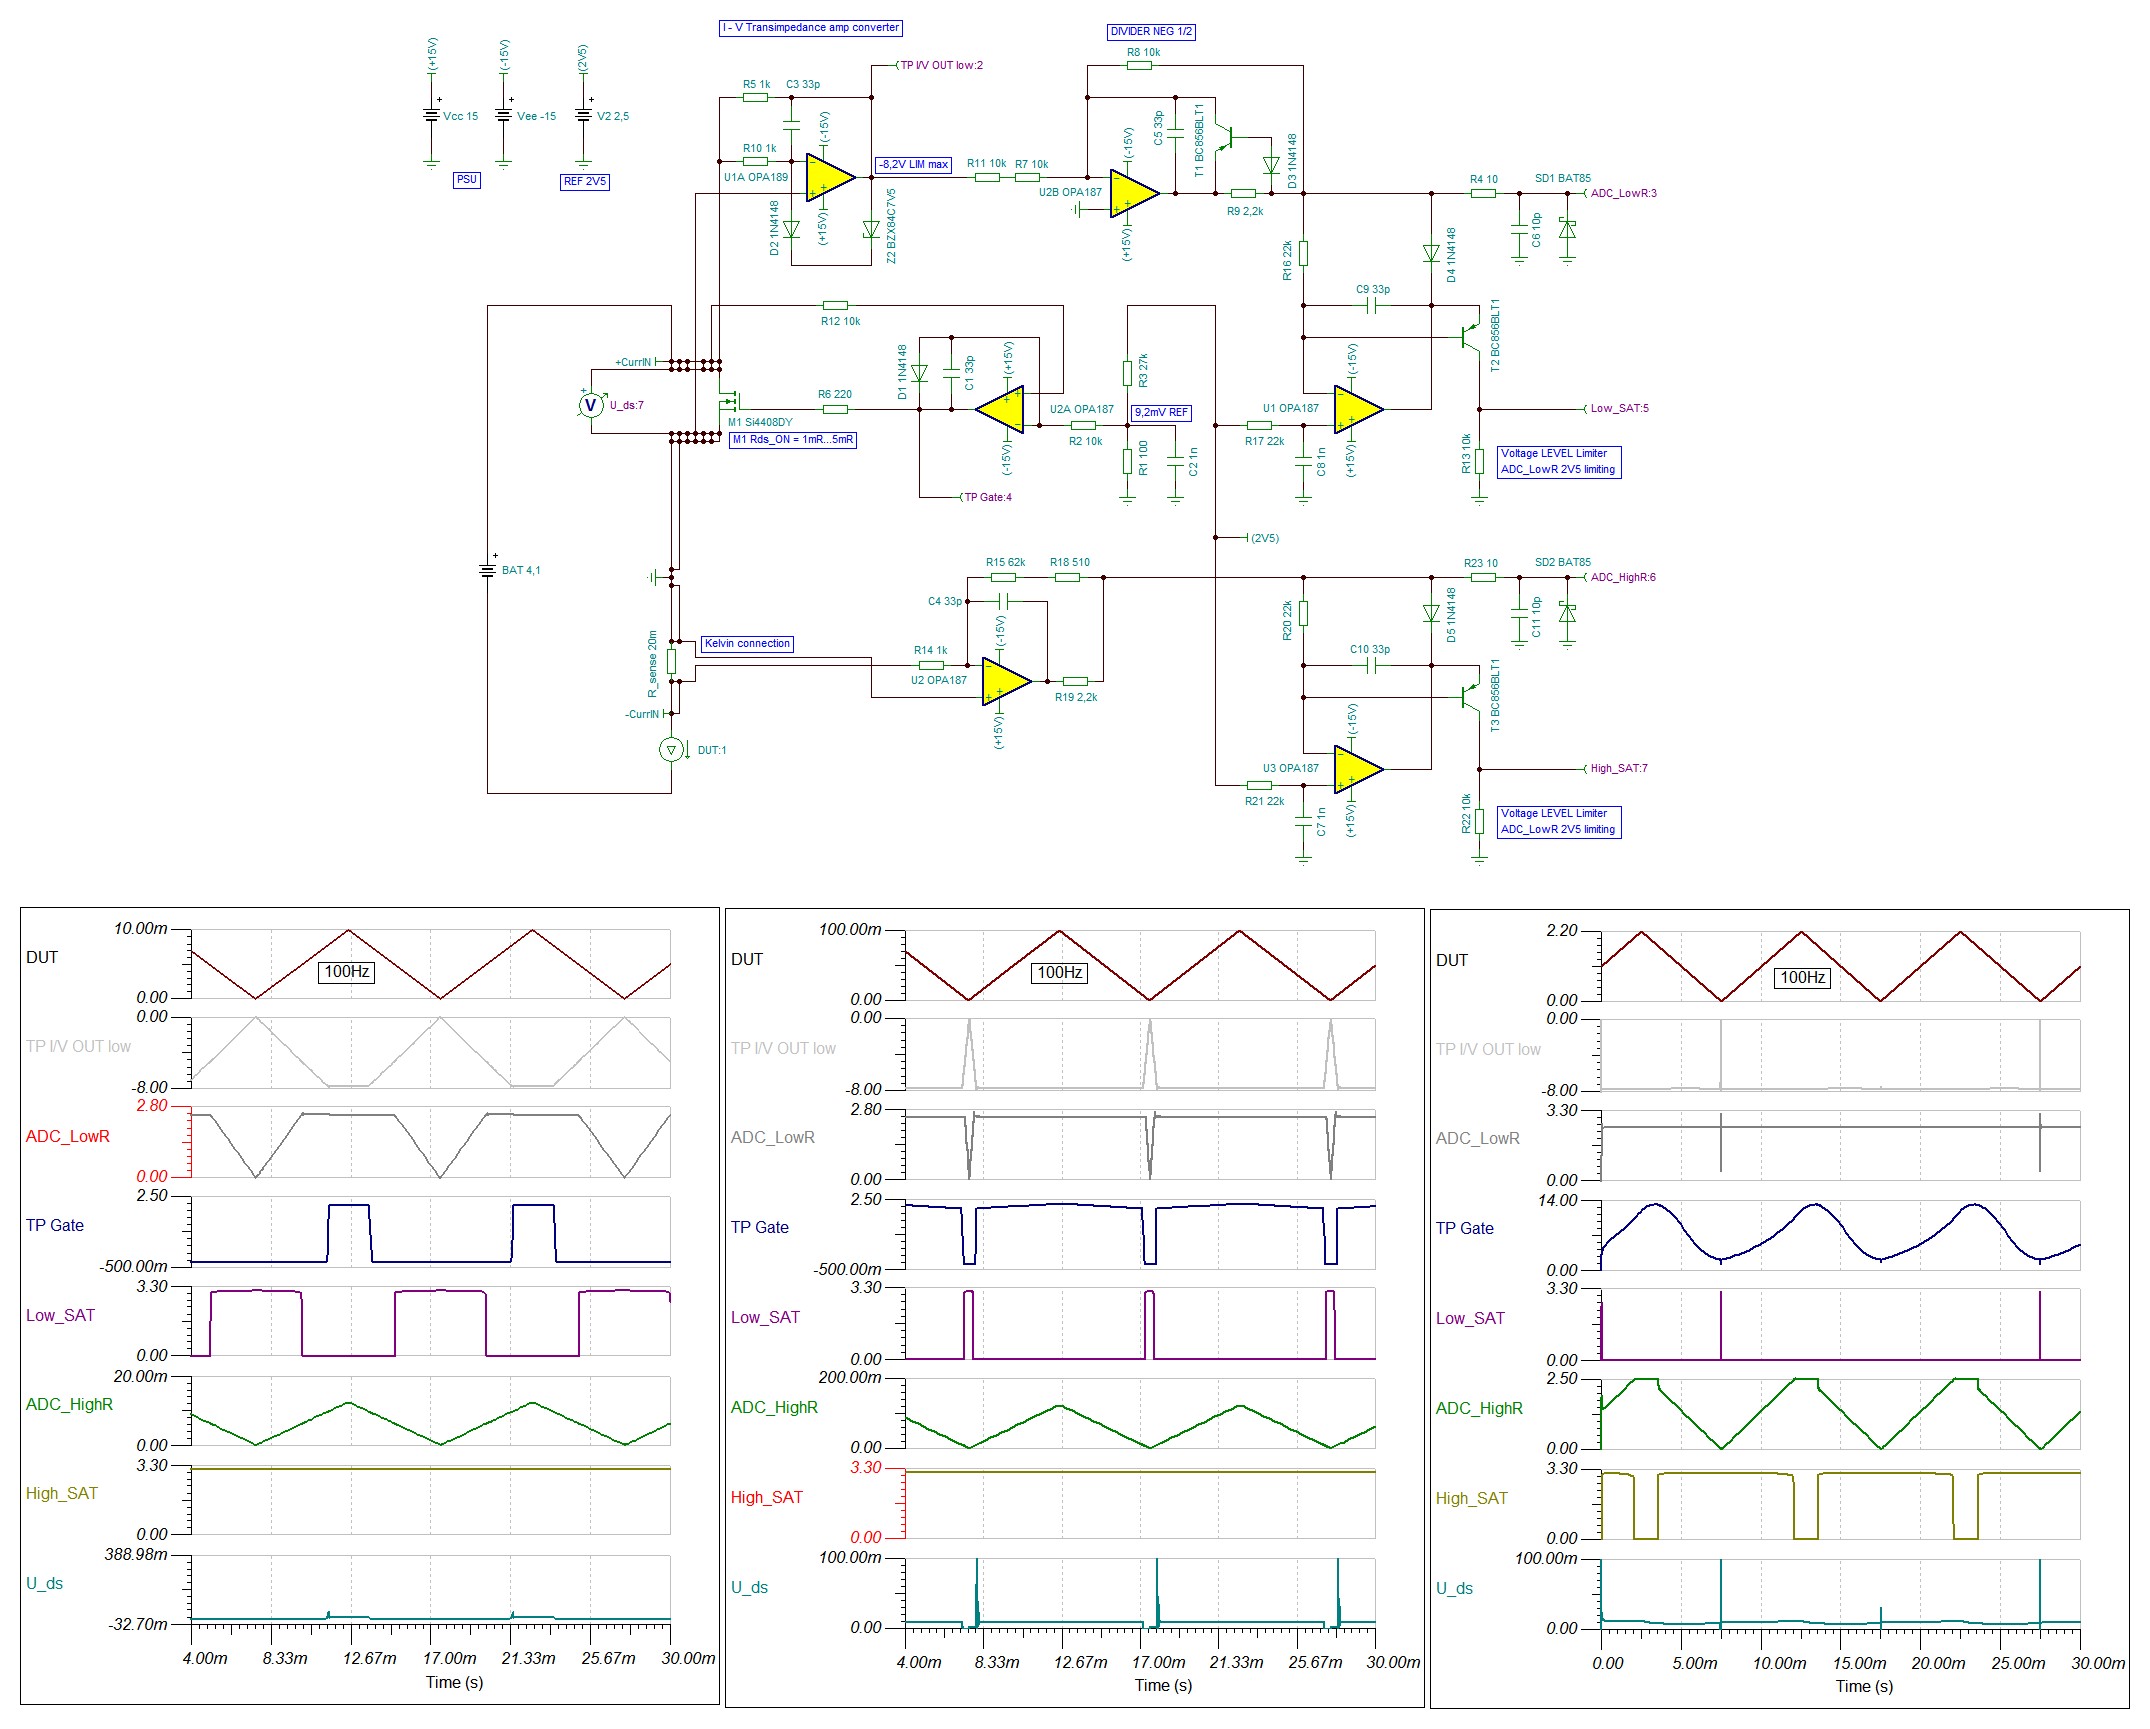 I - V Transimpedance amp converter
DIVIDER NEG 1/2
R8 10k
(+15V)
(-15V)
(2V5)
TP I/V OUT low:2
R5 1k
C3 33p
Vcc 15
Vee -15
V2 2,5
(-15V)
C5 33p
T1 BC856BLT1
(-15V)
D3 1N4148
R10 1k
-8,2V LIM max
R11 10k
R7 10k
U1A OPA189
U2B OPA187
PSU
REF 2V5
SD1 BAT85
R4 10
ADC_LowR:3
R9 2,2k
D2 1N4148
(+15V)
Z2 BZX84C7V5
(+15V)
C6 10p
R16 22k
D4 1N4148
C9 33p
R12 10k
T2 BC856BLT1
+CurrIN
D1 1N4148
C1 33p
(+15V)
R3 27k
(-15V)
U_ds:7
R6 220
U2A OPA187
9,2mV REF
U1 OPA187
Low_SAT:5
M1 Si4408DY
M1 Rds_ON = 1mR...5mR
R2 10k
R17 22k
(-15V)
R1 100
C2 1n
C8 1n
(+15V)
R13 10k
Voltage LEVEL Limiter
ADC_LowR 2V5 limiting
TP Gate:4
(2V5)
BAT 4,1
R15 62k
R18 510
R23 10
SD2 BAT85
ADC_HighR:6
C4 33p
R20 22k
D5 1N4148
C11 10p
(-15V)
Kelvin connection
R_sense 20m
R14 1k
C10 33p
U2 OPA187
R19 2,2k
T3 BC856BLT1
-CurrIN
(+15V)
(-15V)
DUT:1
U3 OPA187
High_SAT:7
R21 22k
C7 1n
(+15V)
R22 10k
Voltage LEVEL Limiter
ADC_LowR 2V5 limiting
10.00m
DUT
100Hz
0.00
0.00
TP I/V OUT low
-8.00
2.80
ADC_LowR
0.00
2.50
TP Gate
-500.00m
3.30
Low_SAT
0.00
20.00m
ADC_HighR
0.00
3.30
High_SAT
0.00
388.98m
U_ds
-32.70m
4.00m 8.33m 12.67m 17.00m 21.33m 25.67m 30.00m
Time (s)
100.00m
DUT
100Hz
0.00
0.00
TP I/V OUT low
-8.00
2.80
ADC_LowR
0.00
2.50
TP Gate
-500.00m
3.30
Low_SAT
0.00
200.00m
ADC_HighR
0.00
3.30
High_SAT
0.00
100.00m
U_ds
0.00
4.00m 8.33m 12.67m 17.00m 21.33m 25.67m 30.00m
Time (s)
2.20
DUT
100Hz
0.00
0.00
TP I/V OUT low
-8.00
3.30
ADC_LowR
0.00
14.00
TP Gate
0.00
3.30
Low_SAT
0.00
2.50
ADC_HighR
0.00
3.30
High_SAT
0.00
100.00m
U_ds
0.00
0.00 5.00m 10.00m 15.00m 20.00m 25.00m 30.00m
Time (s)